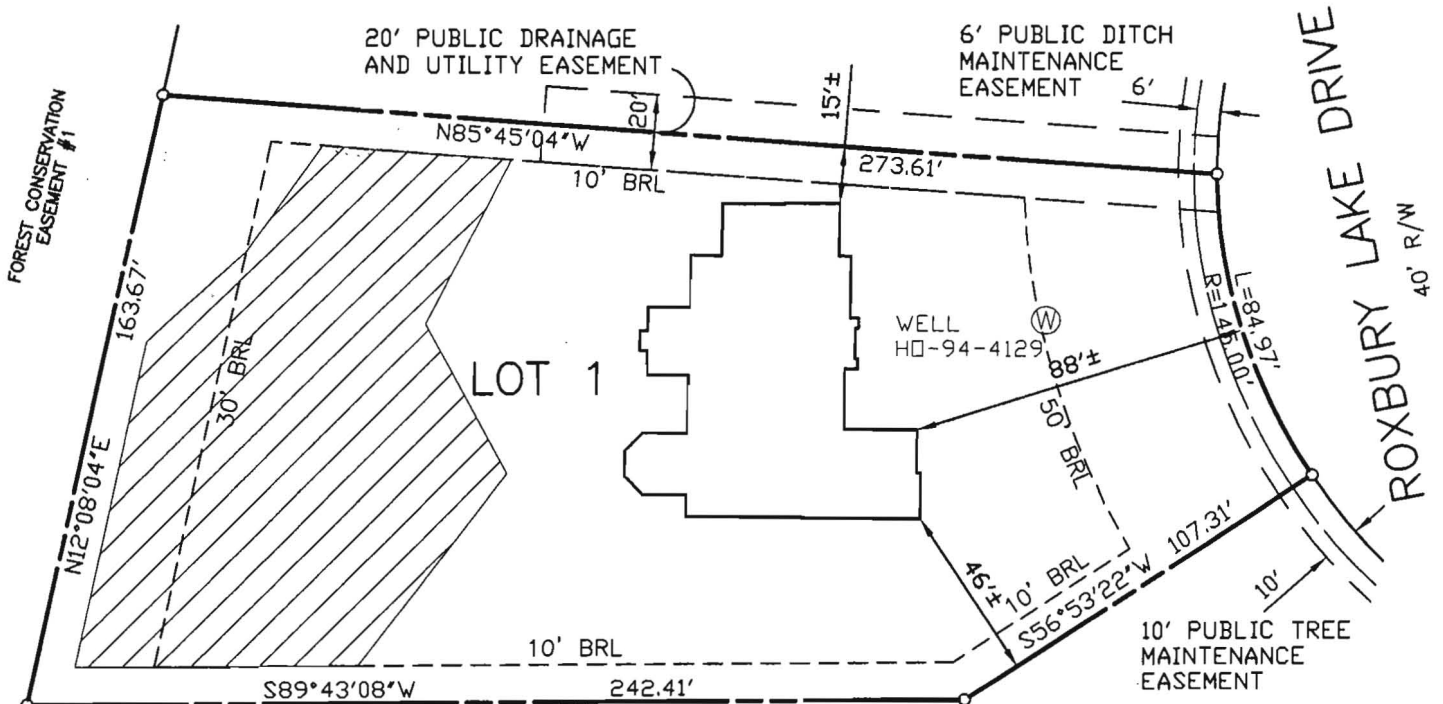 20' PUBLIC DRAINAGE
AND UTILITY EASEMENT
6' PUBLIC DITCH
MAINTENANCE
EASEMENT
6'
15'±
20'
N85°45'04"W
273.61'
10' BRL
FOREST CONSERVATION
EASEMENT #1
163.67'
N12°08'04"E
30' BRL
LOT 1
WELL
HO-94-4129
W
88'±
50' BRL
L=84.97'
R=145.00'
ROXBURY LAKE DRIVE
40' R/W
46'±
10' BRL
S56°53'22"W
107.31'
10'
10' PUBLIC TREE
MAINTENANCE
EASEMENT
10' BRL
S89°43'08"W
242.41'